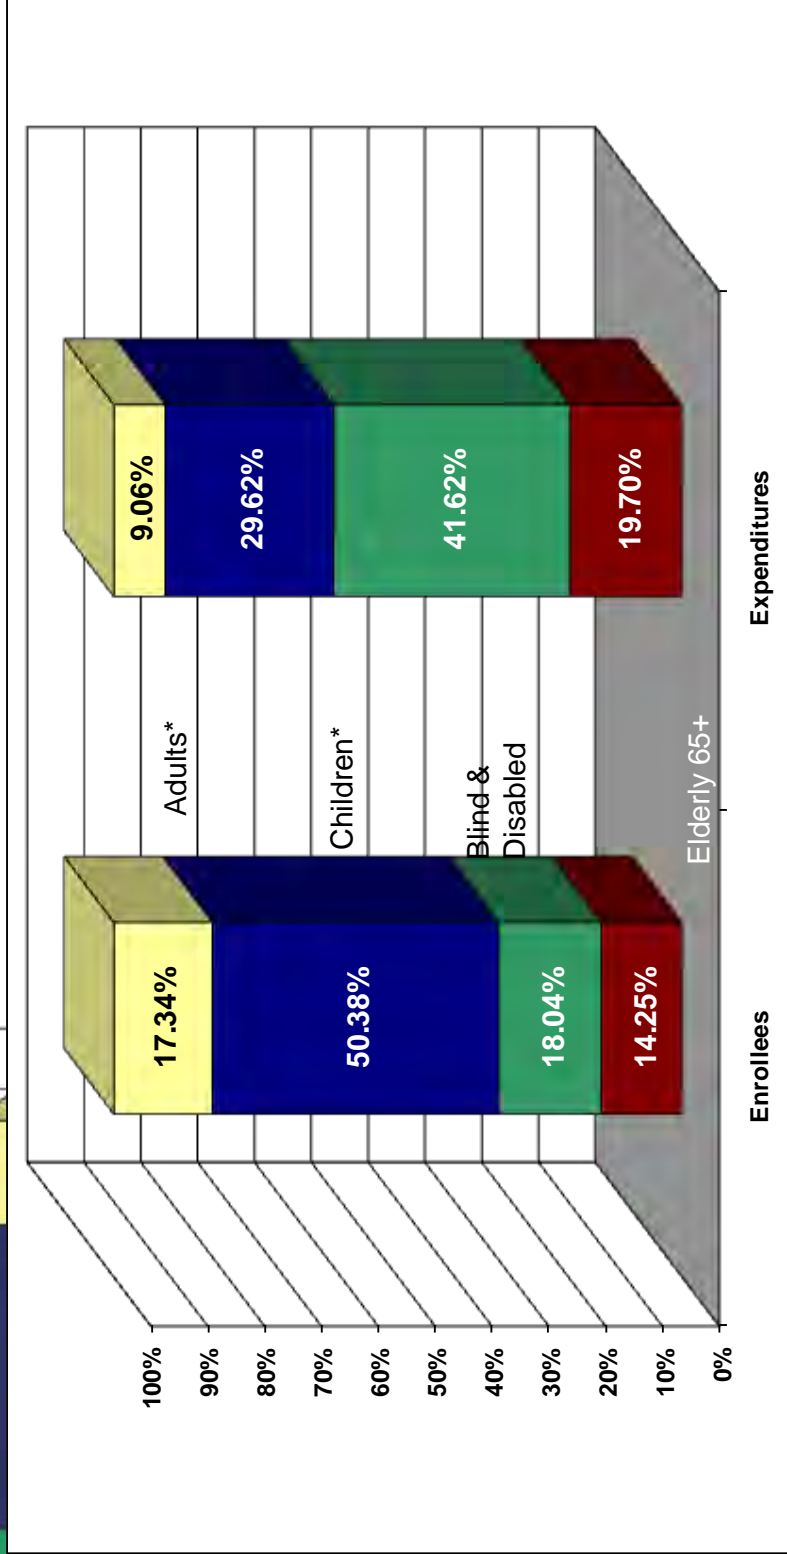 100%
90%
80%
70%
60%
50%
40%
30%
20%
10%
0%
17.34%
50.38%
18.04%
14.25%
Adults*
Children*
Blind &
Disabled
Elderly 65+
9.06%
29.62%
41.62%
19.70%
Enrollees
Expenditures